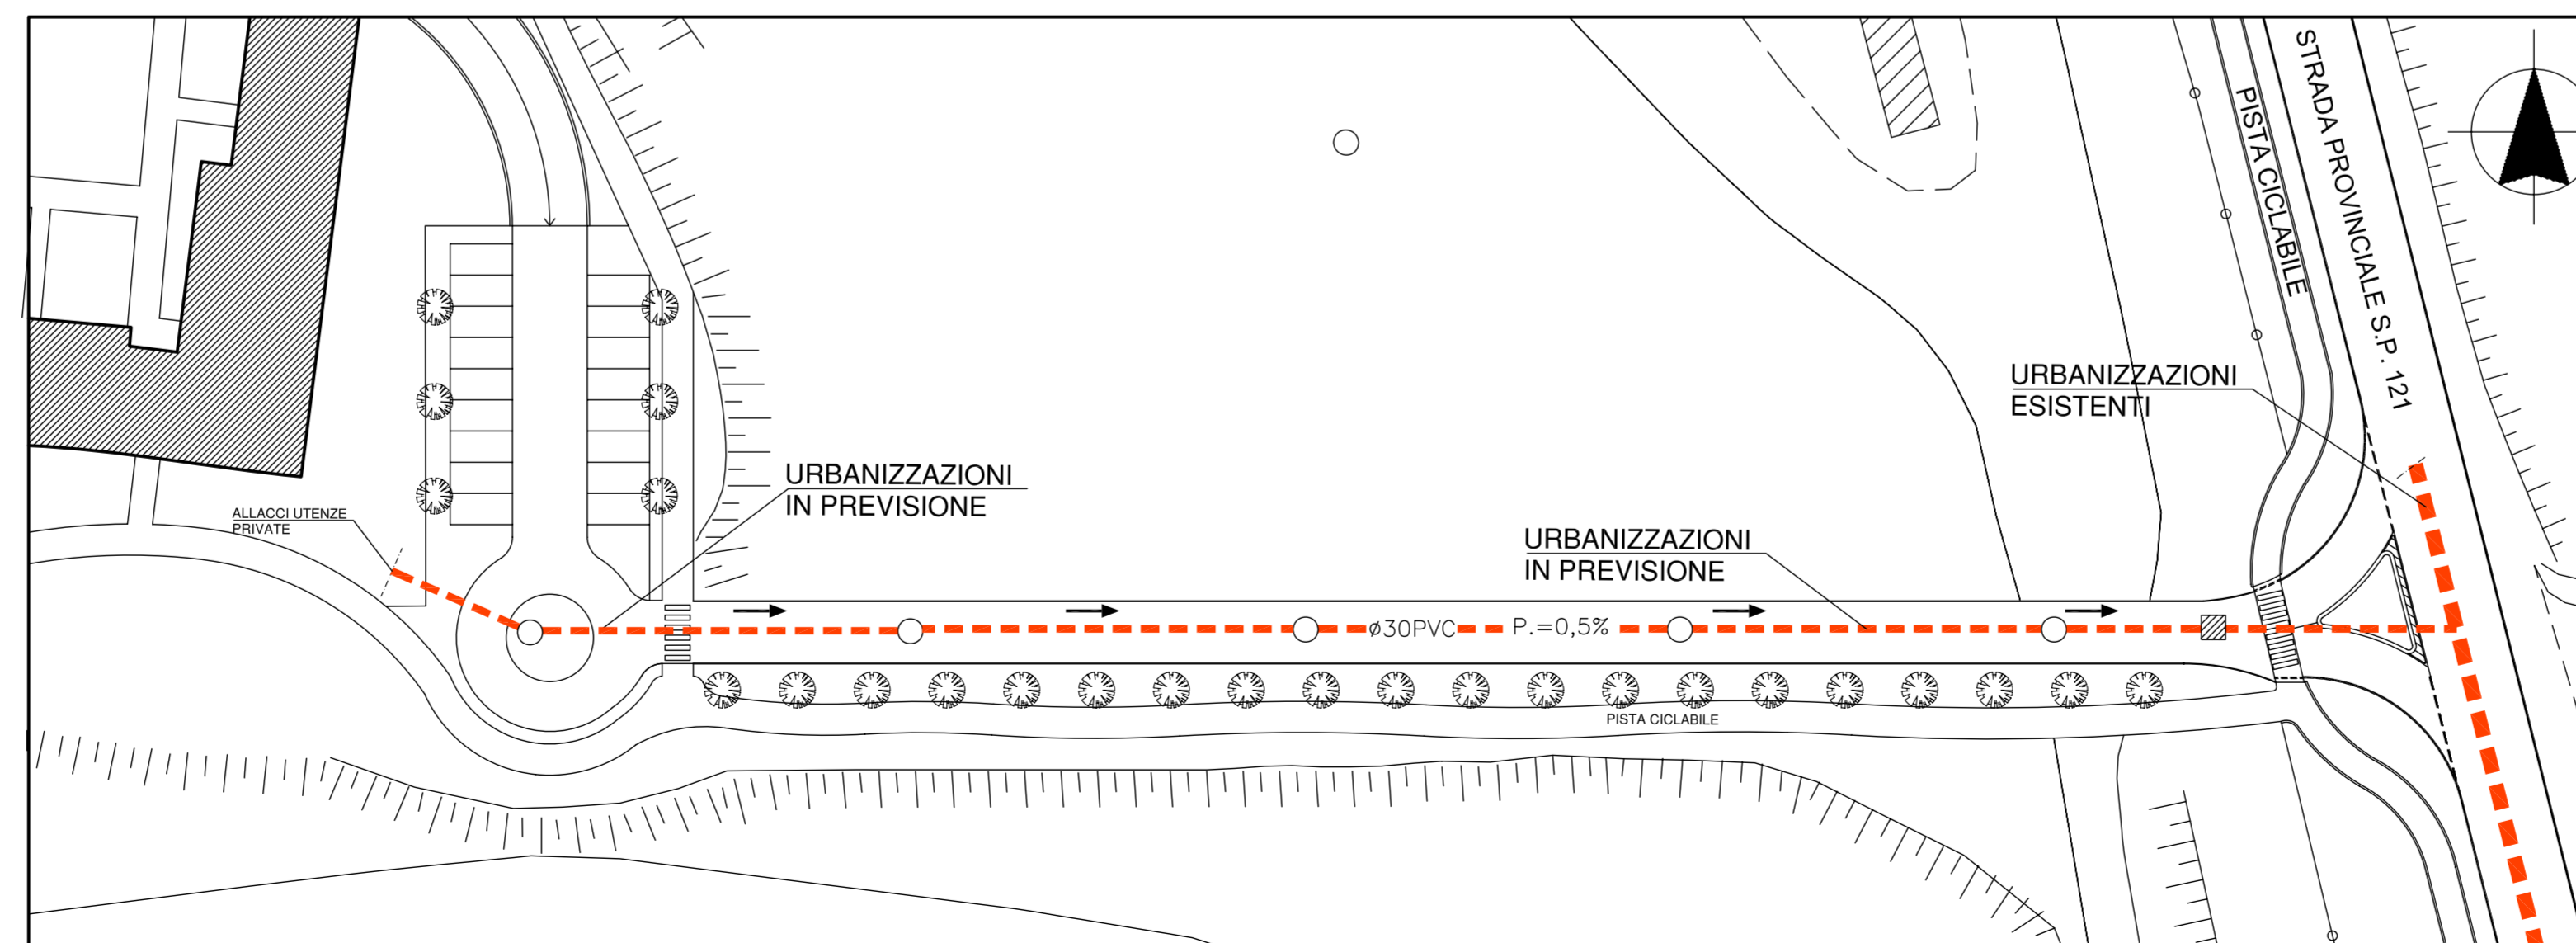 STRADA PROVINCIALE S.P. 121
PISTA CICLABILE
URBANIZZAZIONI
ESISTENTI
URBANIZZAZIONI
IN PREVISIONE
ALLACCI UTENZE
PRIVATE
URBANIZZAZIONI
IN PREVISIONE
ø30PVC P.=0,5%
PISTA CICLABILE